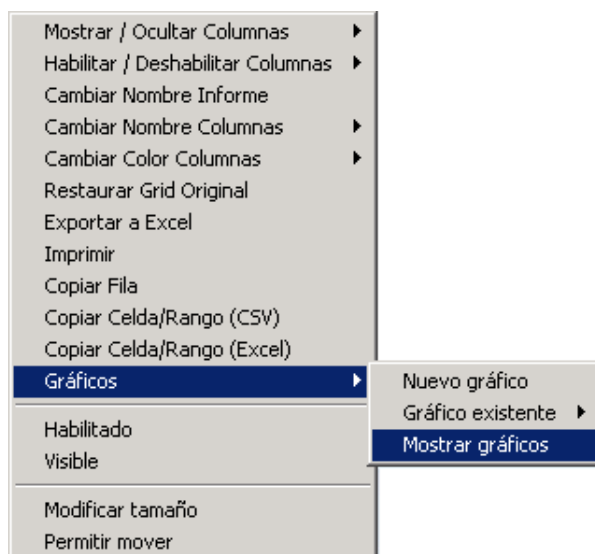 Mostrar / Ocultar Columnas
Habilitar / Deshabilitar Columnas
Cambiar Nombre Informe
Cambiar Nombre Columnas
Cambiar Color Columnas
Restaurar Grid Original
Exportar a Excel
Imprimir
Copiar Fila
Copiar Celda/Rango (CSV)
Copiar Celda/Rango (Excel)
Gráficos
Nuevo gráfico
Gráfico existente
Mostrar gráficos
Habilitado
Visible
Modificar tamaño
Permitir mover